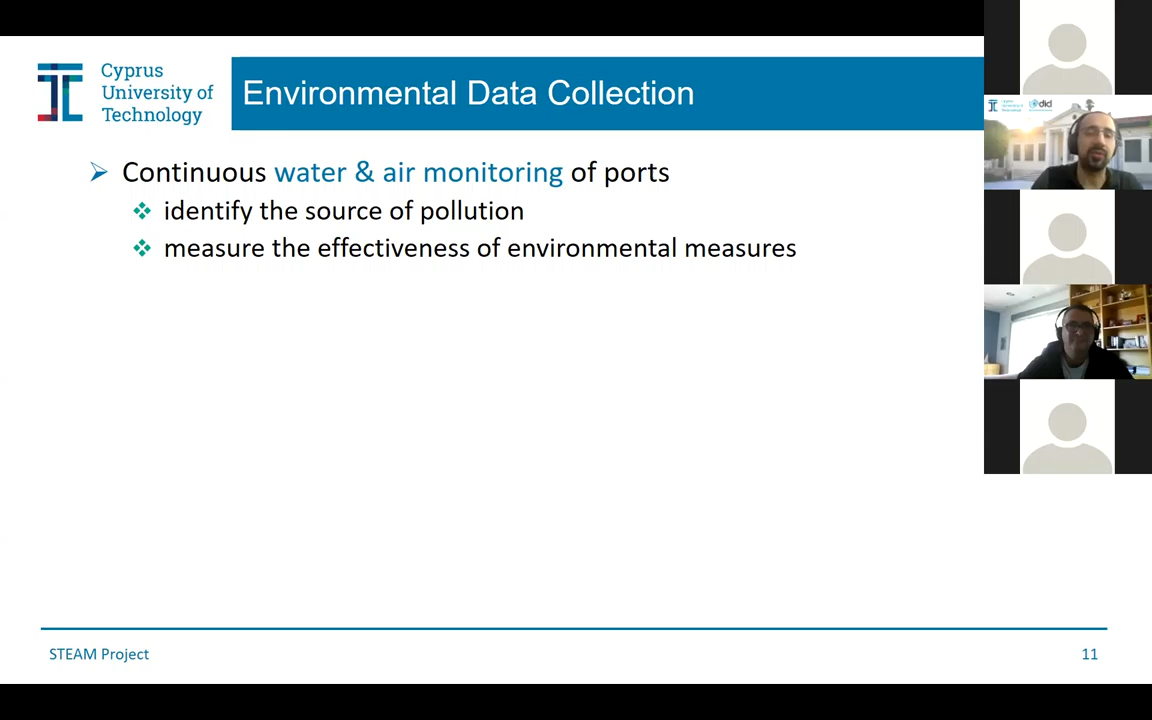 Cyprus
University of
Technology
Environmental Data Collection
➢ Continuous water & air monitoring of ports
❖ identify the source of pollution
❖ measure the effectiveness of environmental measures
STEAM Project
11
dicl